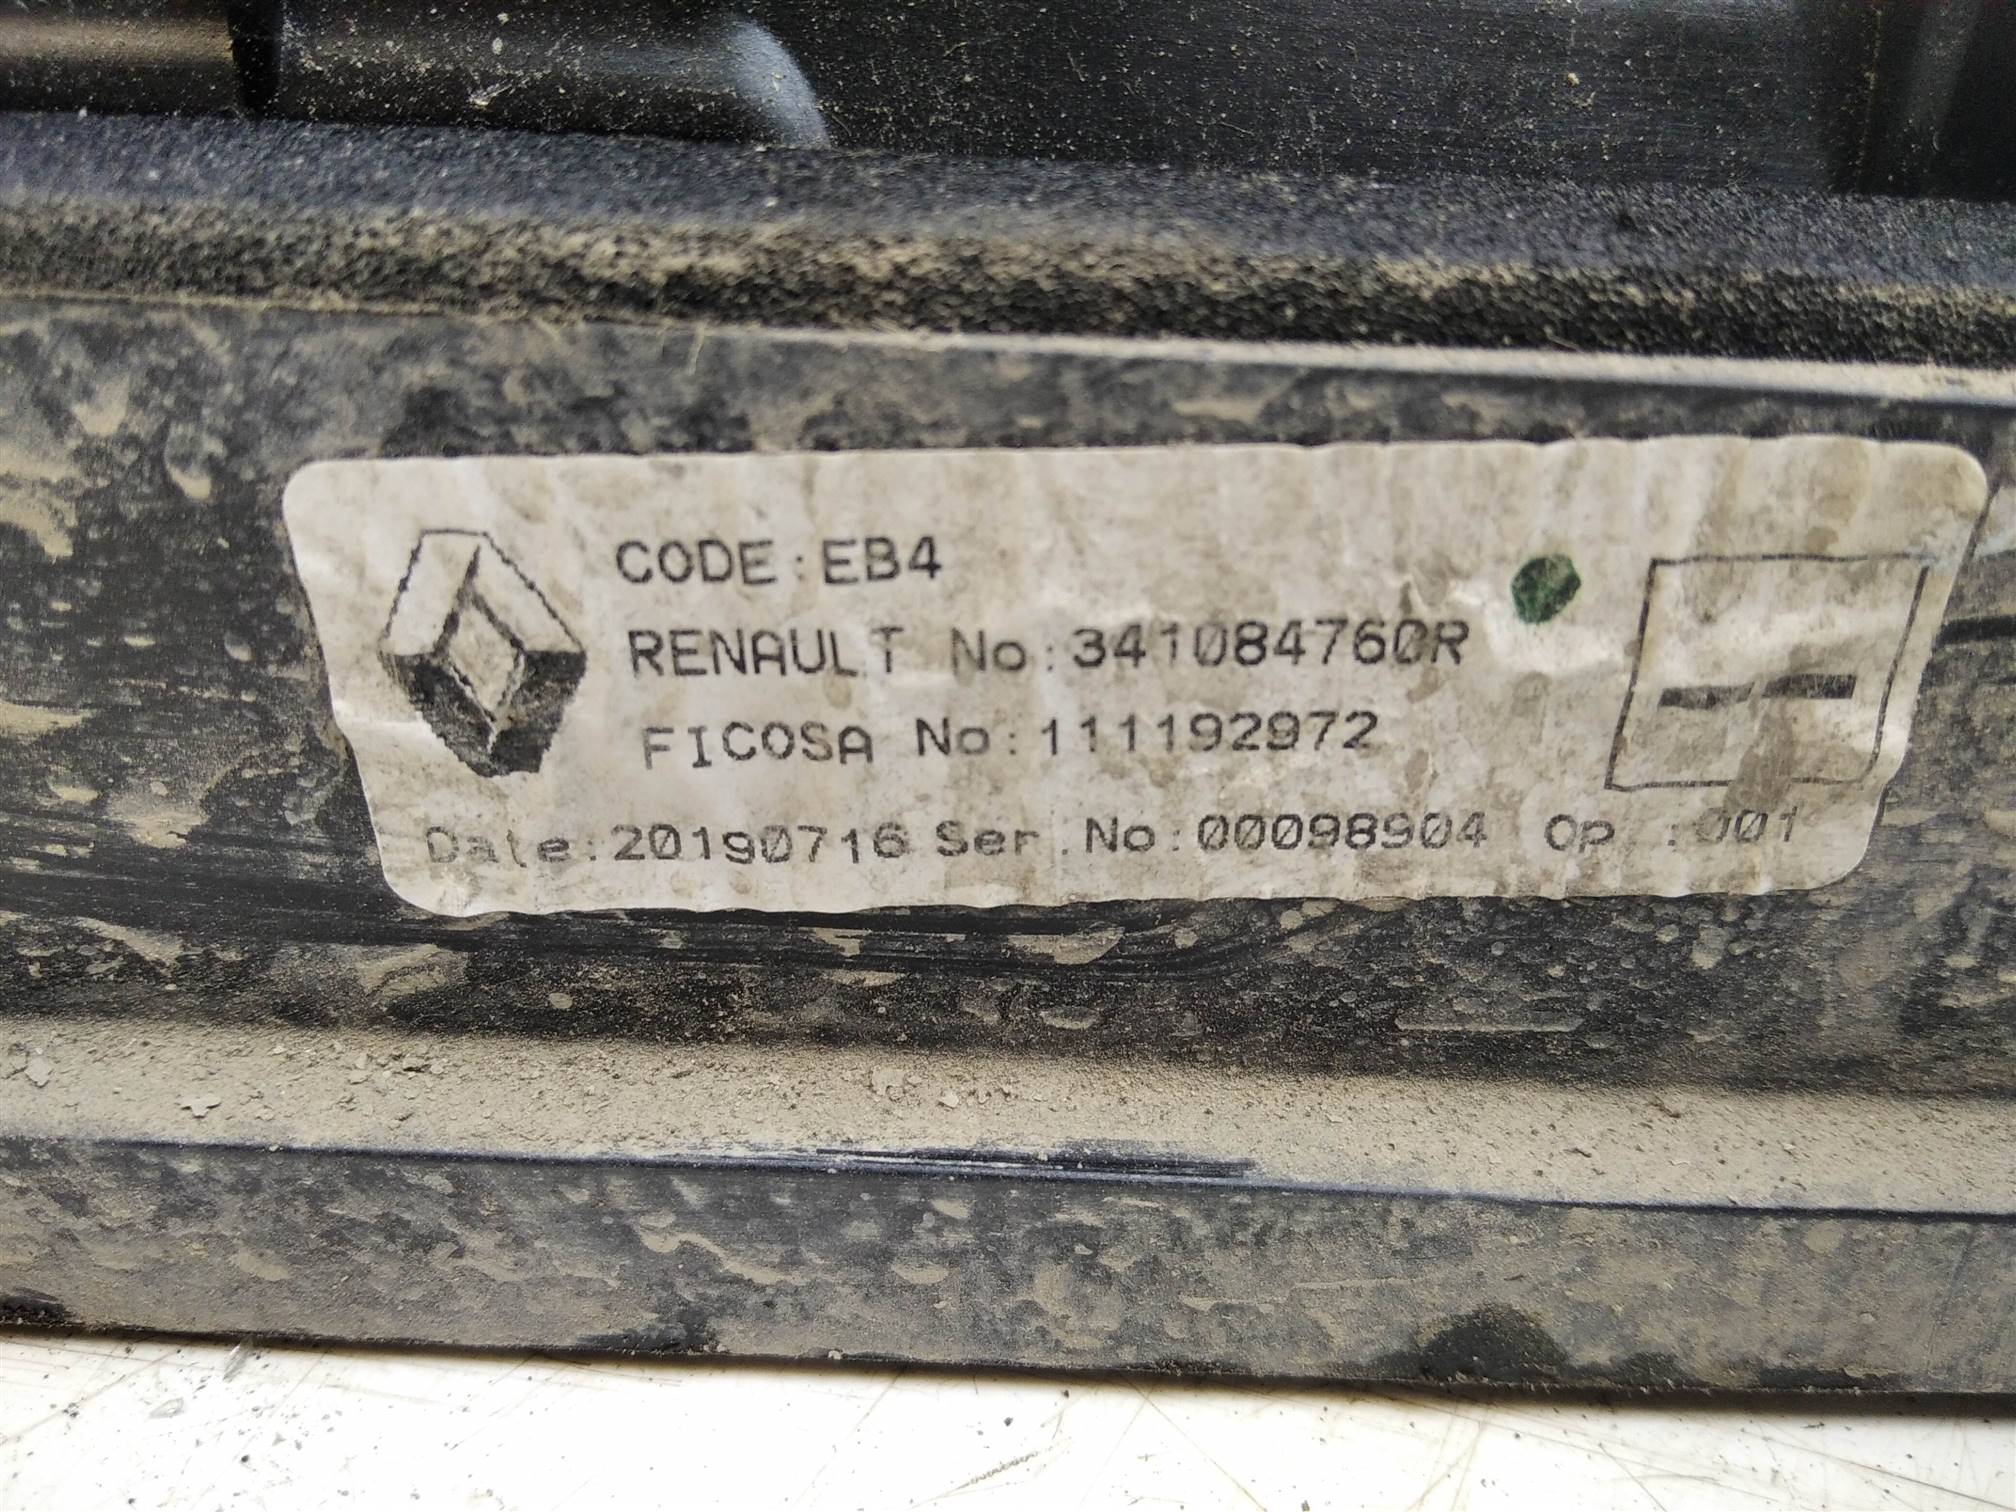 CODE:EB4
RENAULT No:341084760R
FICOSA No:111192972
Date:20190716 Ser.No:00098904 Op.:001